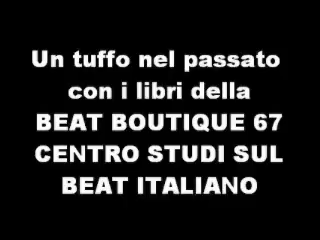 Un tuffo nel passato
con i libri della
BEAT BOUTIQUE 67
CENTRO STUDI SUL
BEAT ITALIANO